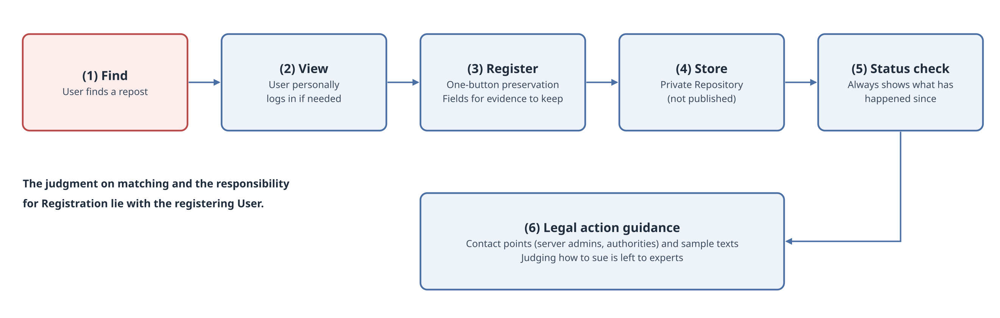 (1) Find
User finds a repost
(2) View
User personally
logs in if needed
(3) Register
One-button preservation
Fields for evidence to keep
(4) Store
Private Repository
(not published)
(5) Status check
Always shows what has
happened since
The judgment on matching and the responsibility
for Registration lie with the registering User.
(6) Legal action guidance
Contact points (server admins, authorities) and sample texts
Judging how to sue is left to experts